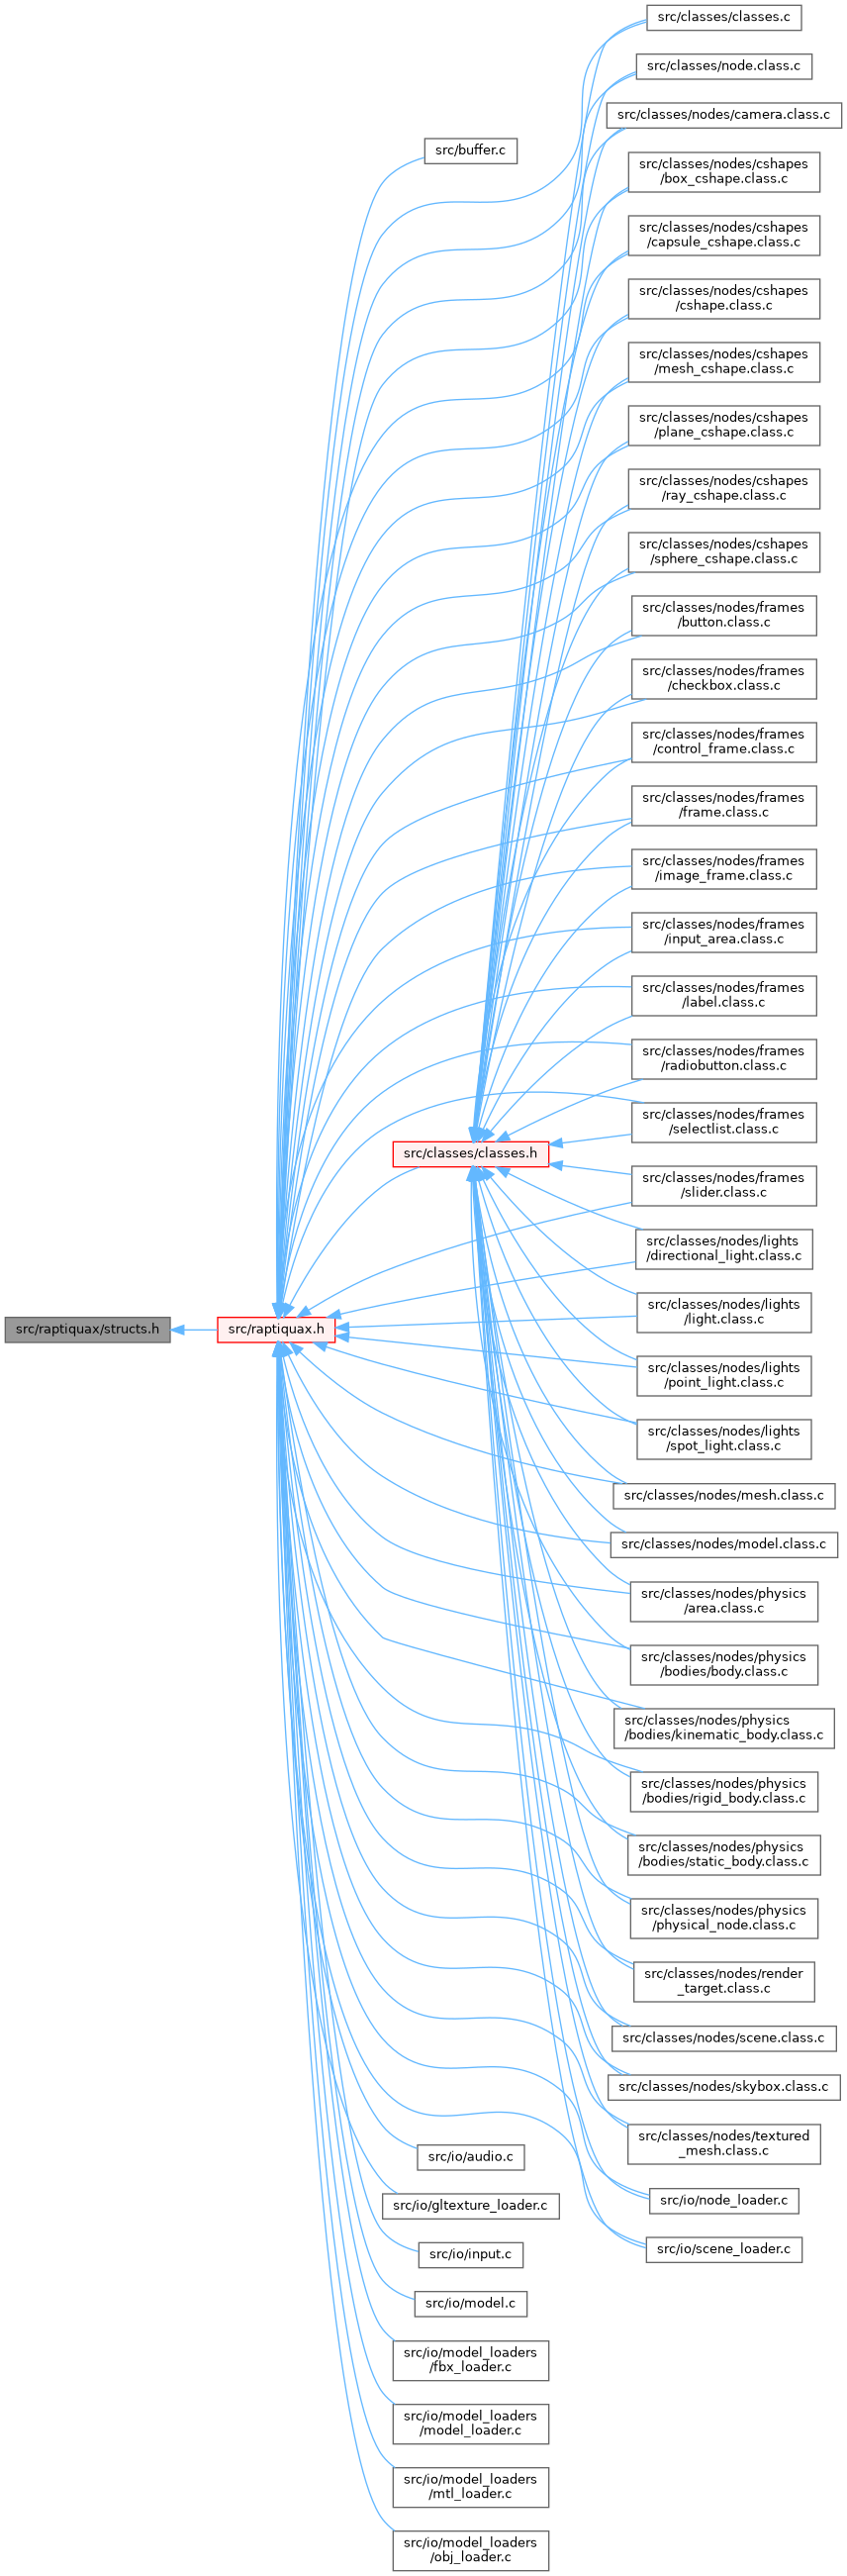 src/classes/classes.c
src/classes/node.class.c
src/classes/nodes/camera.class.c
src/buffer.c
src/classes/nodes/cshapes
/box_cshape.class.c
src/classes/nodes/cshapes
/capsule_cshape.class.c
src/classes/nodes/cshapes
/cshape.class.c
src/classes/nodes/cshapes
/mesh_cshape.class.c
src/classes/nodes/cshapes
/plane_cshape.class.c
src/classes/nodes/cshapes
/ray_cshape.class.c
src/classes/nodes/cshapes
/sphere_cshape.class.c
src/classes/nodes/frames
/button.class.c
src/classes/nodes/frames
/checkbox.class.c
src/classes/nodes/frames
/control_frame.class.c
src/classes/nodes/frames
/frame.class.c
src/classes/nodes/frames
/image_frame.class.c
src/classes/nodes/frames
/input_area.class.c
src/classes/nodes/frames
/label.class.c
src/classes/nodes/frames
/radiobutton.class.c
src/classes/nodes/frames
/selectlist.class.c
src/classes/classes.h
src/classes/nodes/frames
/slider.class.c
src/classes/nodes/lights
/directional_light.class.c
src/classes/nodes/lights
/light.class.c
src/raptiquax/structs.h
src/raptiquax.h
src/classes/nodes/lights
/point_light.class.c
src/classes/nodes/lights
/spot_light.class.c
src/classes/nodes/mesh.class.c
src/classes/nodes/model.class.c
src/classes/nodes/physics
/area.class.c
src/classes/nodes/physics
/bodies/body.class.c
src/classes/nodes/physics
/bodies/kinematic_body.class.c
src/classes/nodes/physics
/bodies/rigid_body.class.c
src/classes/nodes/physics
/bodies/static_body.class.c
src/classes/nodes/physics
/physical_node.class.c
src/classes/nodes/render
_target.class.c
src/classes/nodes/scene.class.c
src/classes/nodes/skybox.class.c
src/classes/nodes/textured
_mesh.class.c
src/io/audio.c
src/io/node_loader.c
src/io/gltexture_loader.c
src/io/scene_loader.c
src/io/input.c
src/io/model.c
src/io/model_loaders
/fbx_loader.c
src/io/model_loaders
/model_loader.c
src/io/model_loaders
/mtl_loader.c
src/io/model_loaders
/obj_loader.c